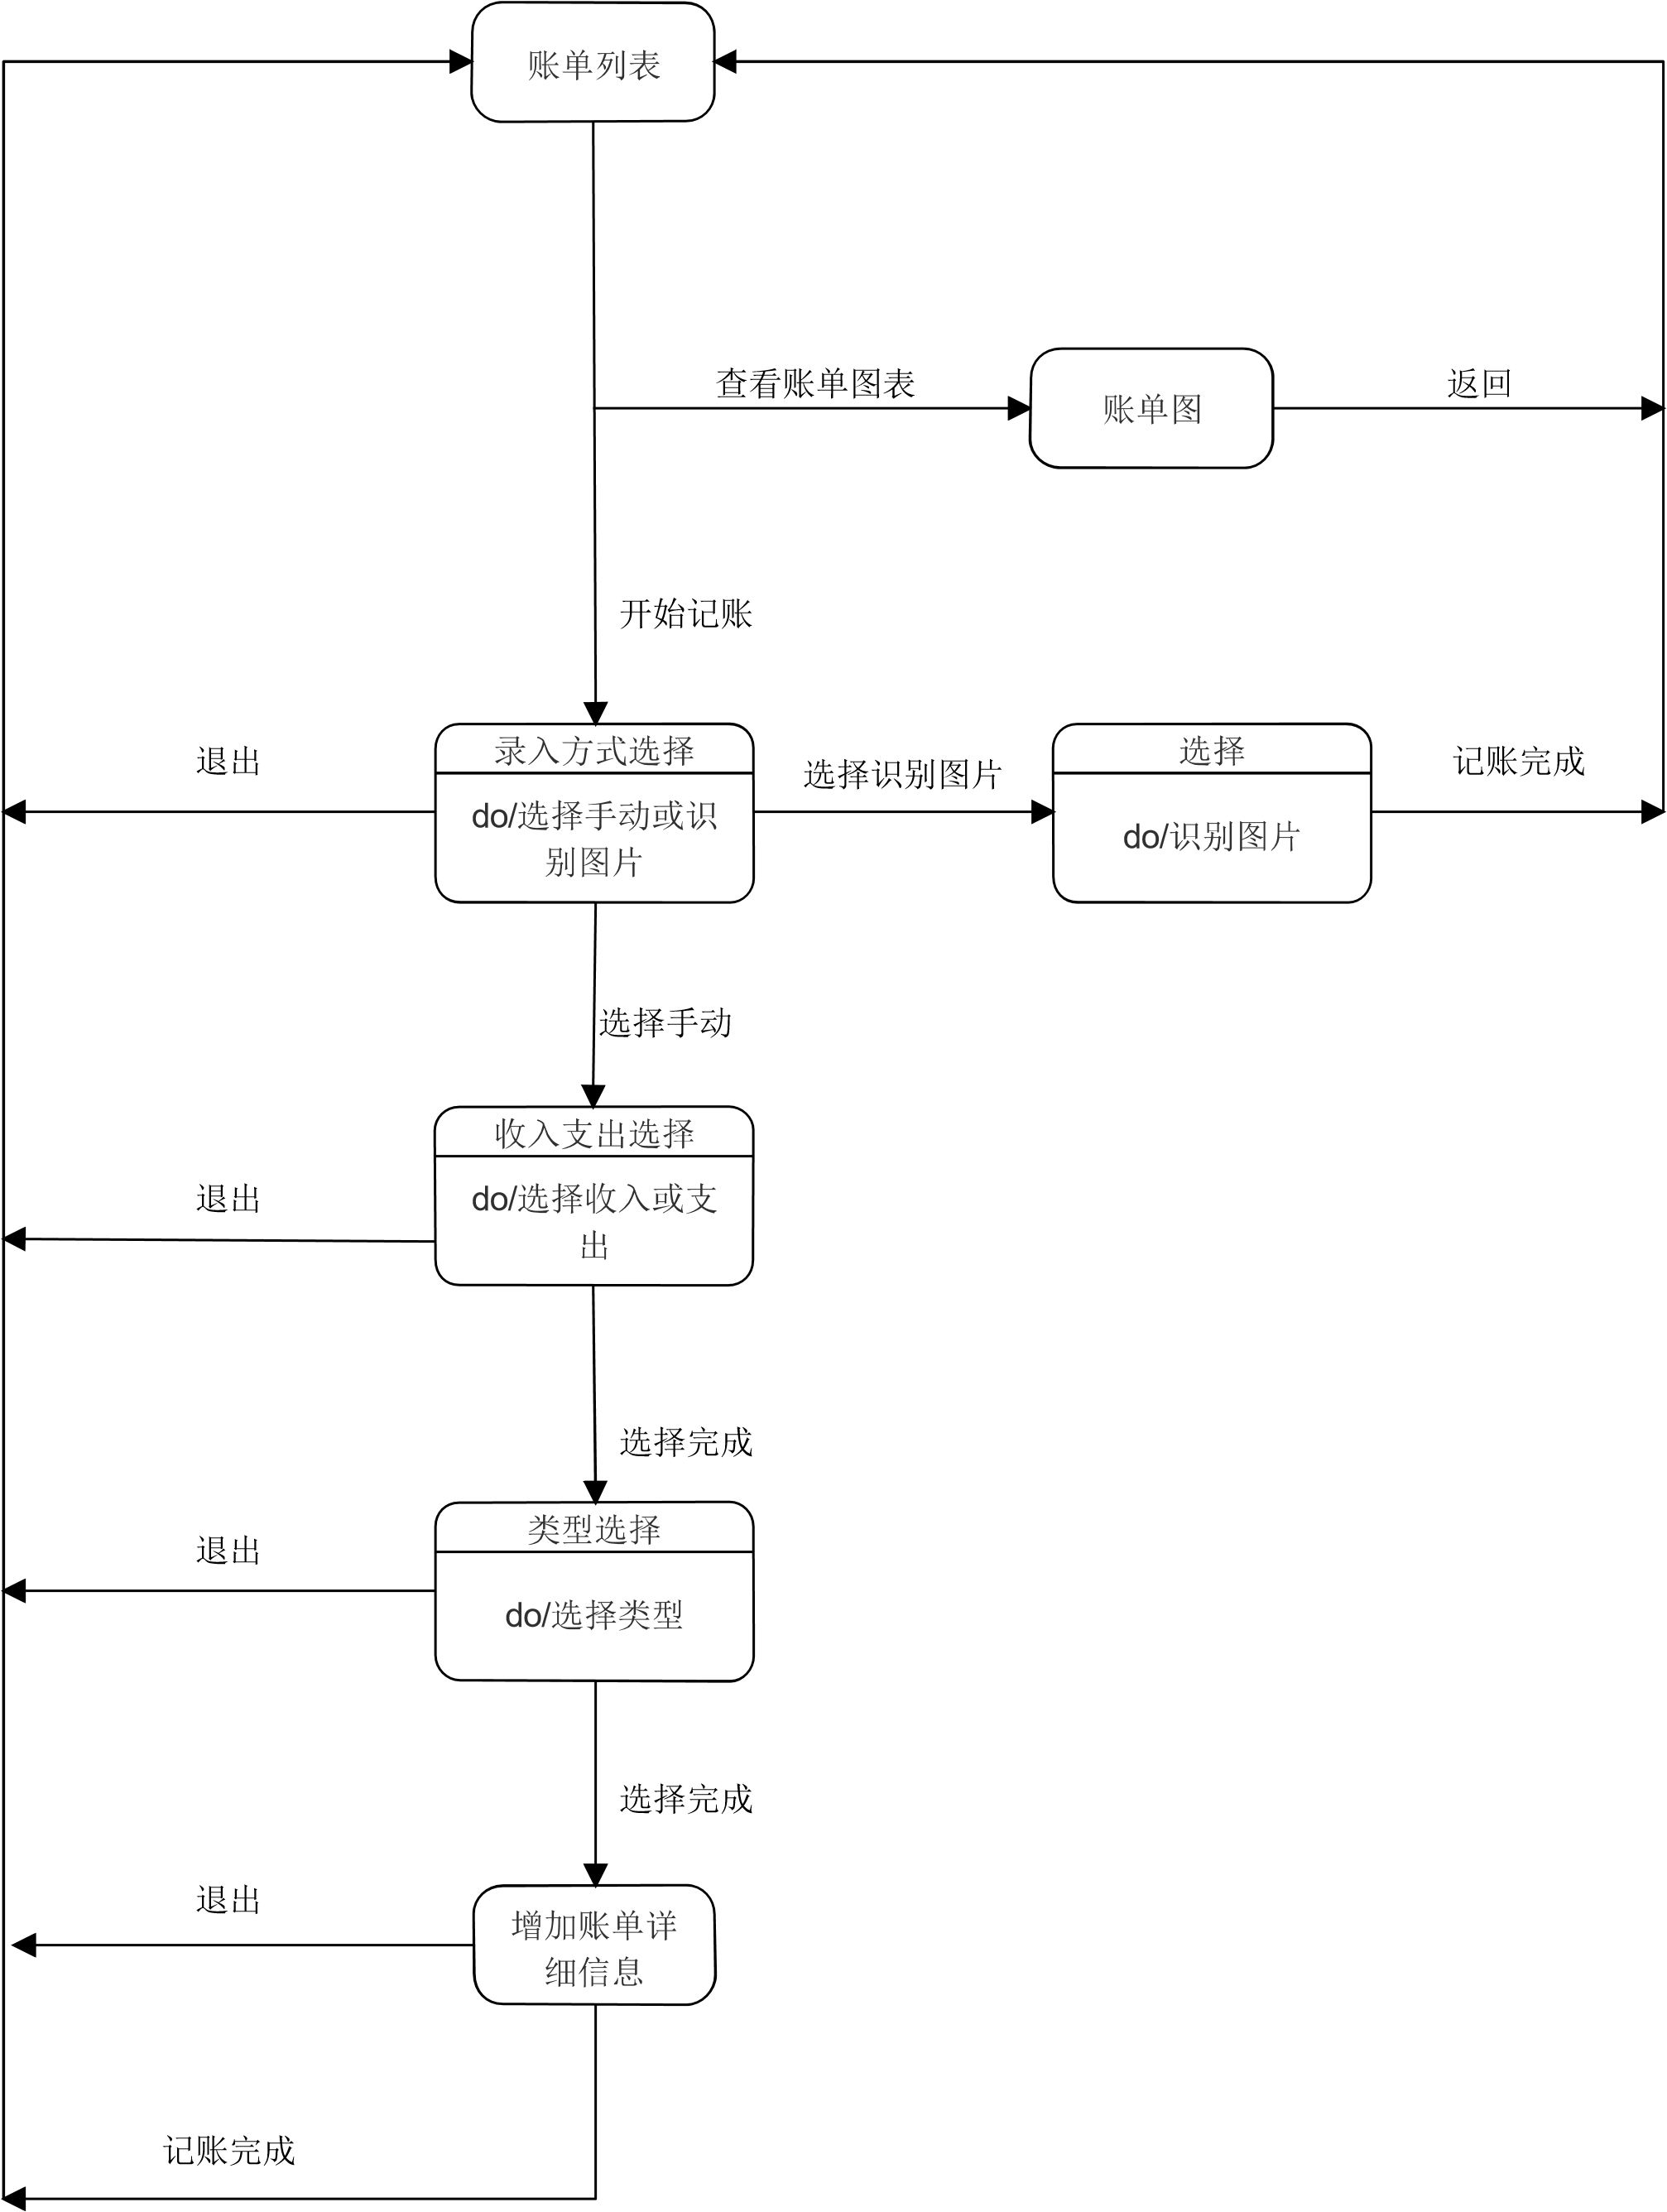 账单列表
查看账单图表
账单图
返回
开始记账
退出
录入方式选择
do/选择手动或识
别图片
选择识别图片
选择
do/识别图片
记账完成
选择手动
收入支出选择
do/选择收入或支
出
退出
选择完成
退出
类型选择
do/选择类型
选择完成
退出
增加账单详
细信息
记账完成